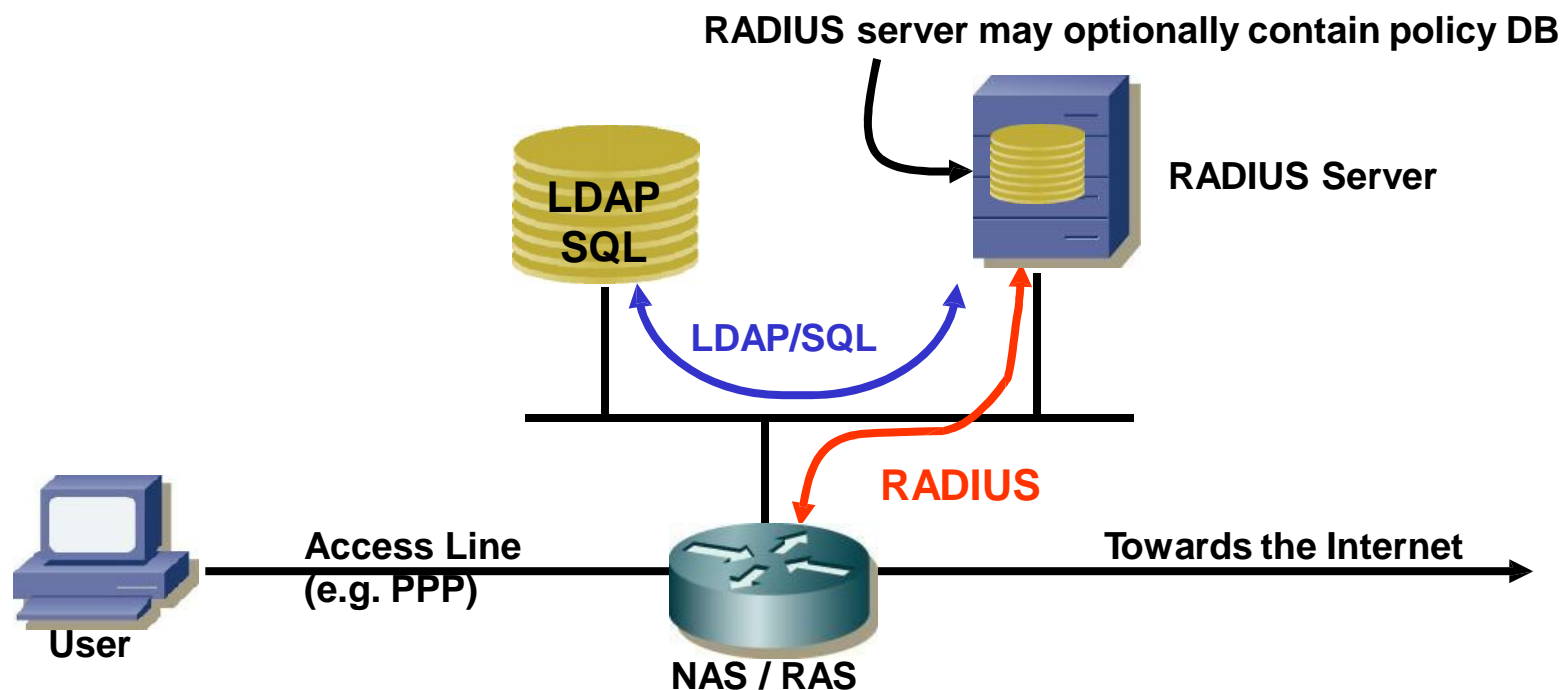 RADIUS server may optionally contain policy DB
LDAP
SQL
RADIUS Server
LDAP/SQL
RADIUS
Access Line
(e.g. PPP)
Towards the Internet
User
NAS / RAS